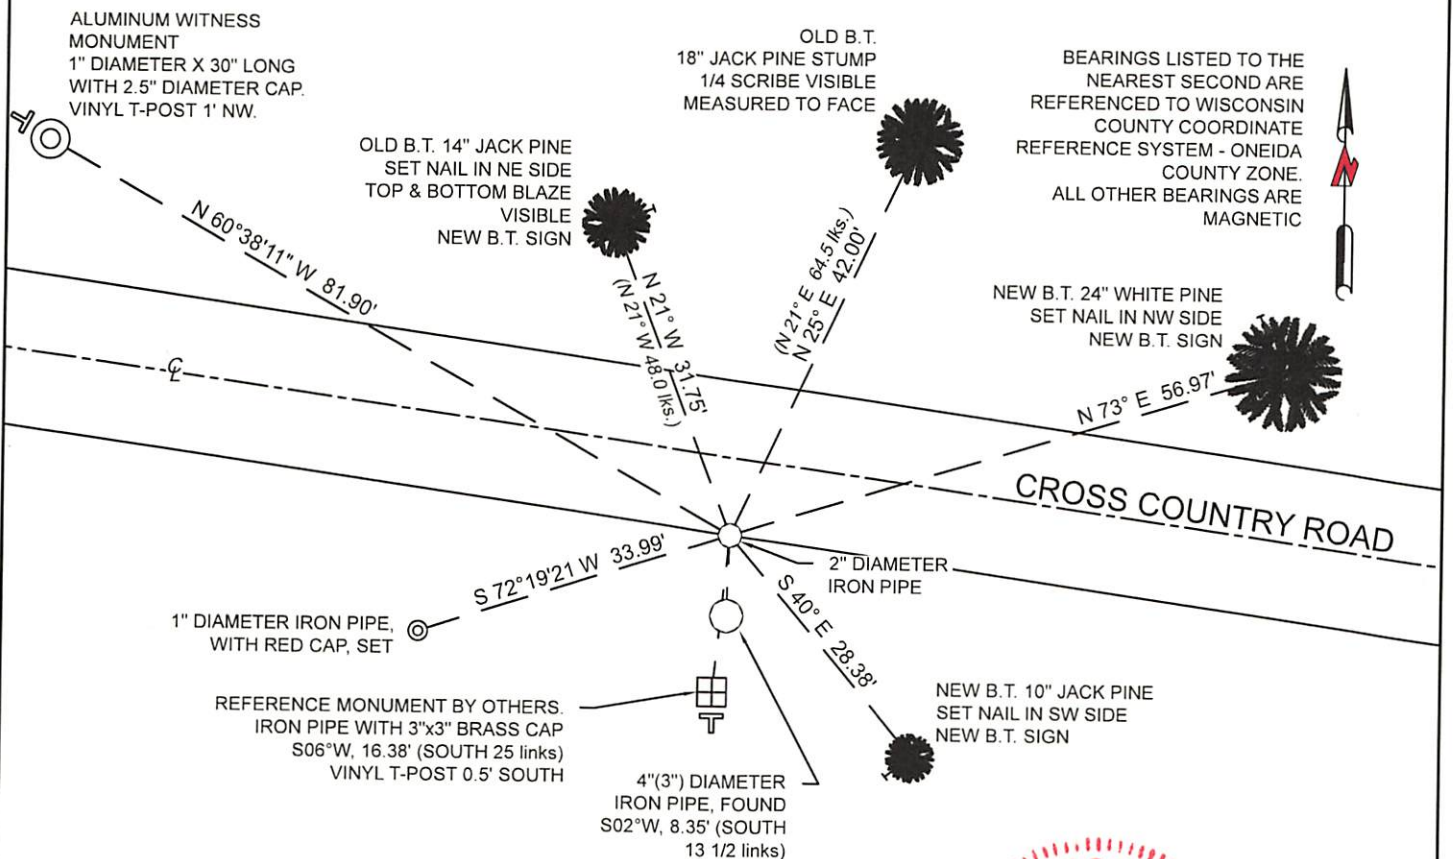 ALUMINUM WITNESS
MONUMENT
1" DIAMETER X 30" LONG
WITH 2.5" DIAMETER CAP.
VINYL T-POST 1' NW.
OLD B.T.
18" JACK PINE STUMP
1/4 SCRIBE VISIBLE
MEASURED TO FACE
BEARINGS LISTED TO THE
NEAREST SECOND ARE
REFERENCED TO WISCONSIN
COUNTY COORDINATE
REFERENCE SYSTEM - ONEIDA
COUNTY ZONE.
ALL OTHER BEARINGS ARE
MAGNETIC
N
OLD B.T. 14" JACK PINE
SET NAIL IN NE SIDE
TOP & BOTTOM BLAZE
VISIBLE
NEW B.T. SIGN
N 60°38'11" W 81.90'
N 21° W 31.75'
(N 21° W 48.0 lks.)
(N 21° E 64.5 lks.)
N 25° E 42.00'
NEW B.T. 24" WHITE PINE
SET NAIL IN NW SIDE
NEW B.T. SIGN
N 73° E 56.97'
CL
CROSS COUNTRY ROAD
2" DIAMETER
IRON PIPE
S 72°19'21 W 33.99'
1" DIAMETER IRON PIPE,
WITH RED CAP, SET
S 40° E 28.38'
REFERENCE MONUMENT BY OTHERS.
IRON PIPE WITH 3"x3" BRASS CAP
S06°W, 16.38' (SOUTH 25 links)
VINYL T-POST 0.5' SOUTH
NEW B.T. 10" JACK PINE
SET NAIL IN SW SIDE
NEW B.T. SIGN
4"(3") DIAMETER
IRON PIPE, FOUND
S02°W, 8.35' (SOUTH
13 1/2 links)